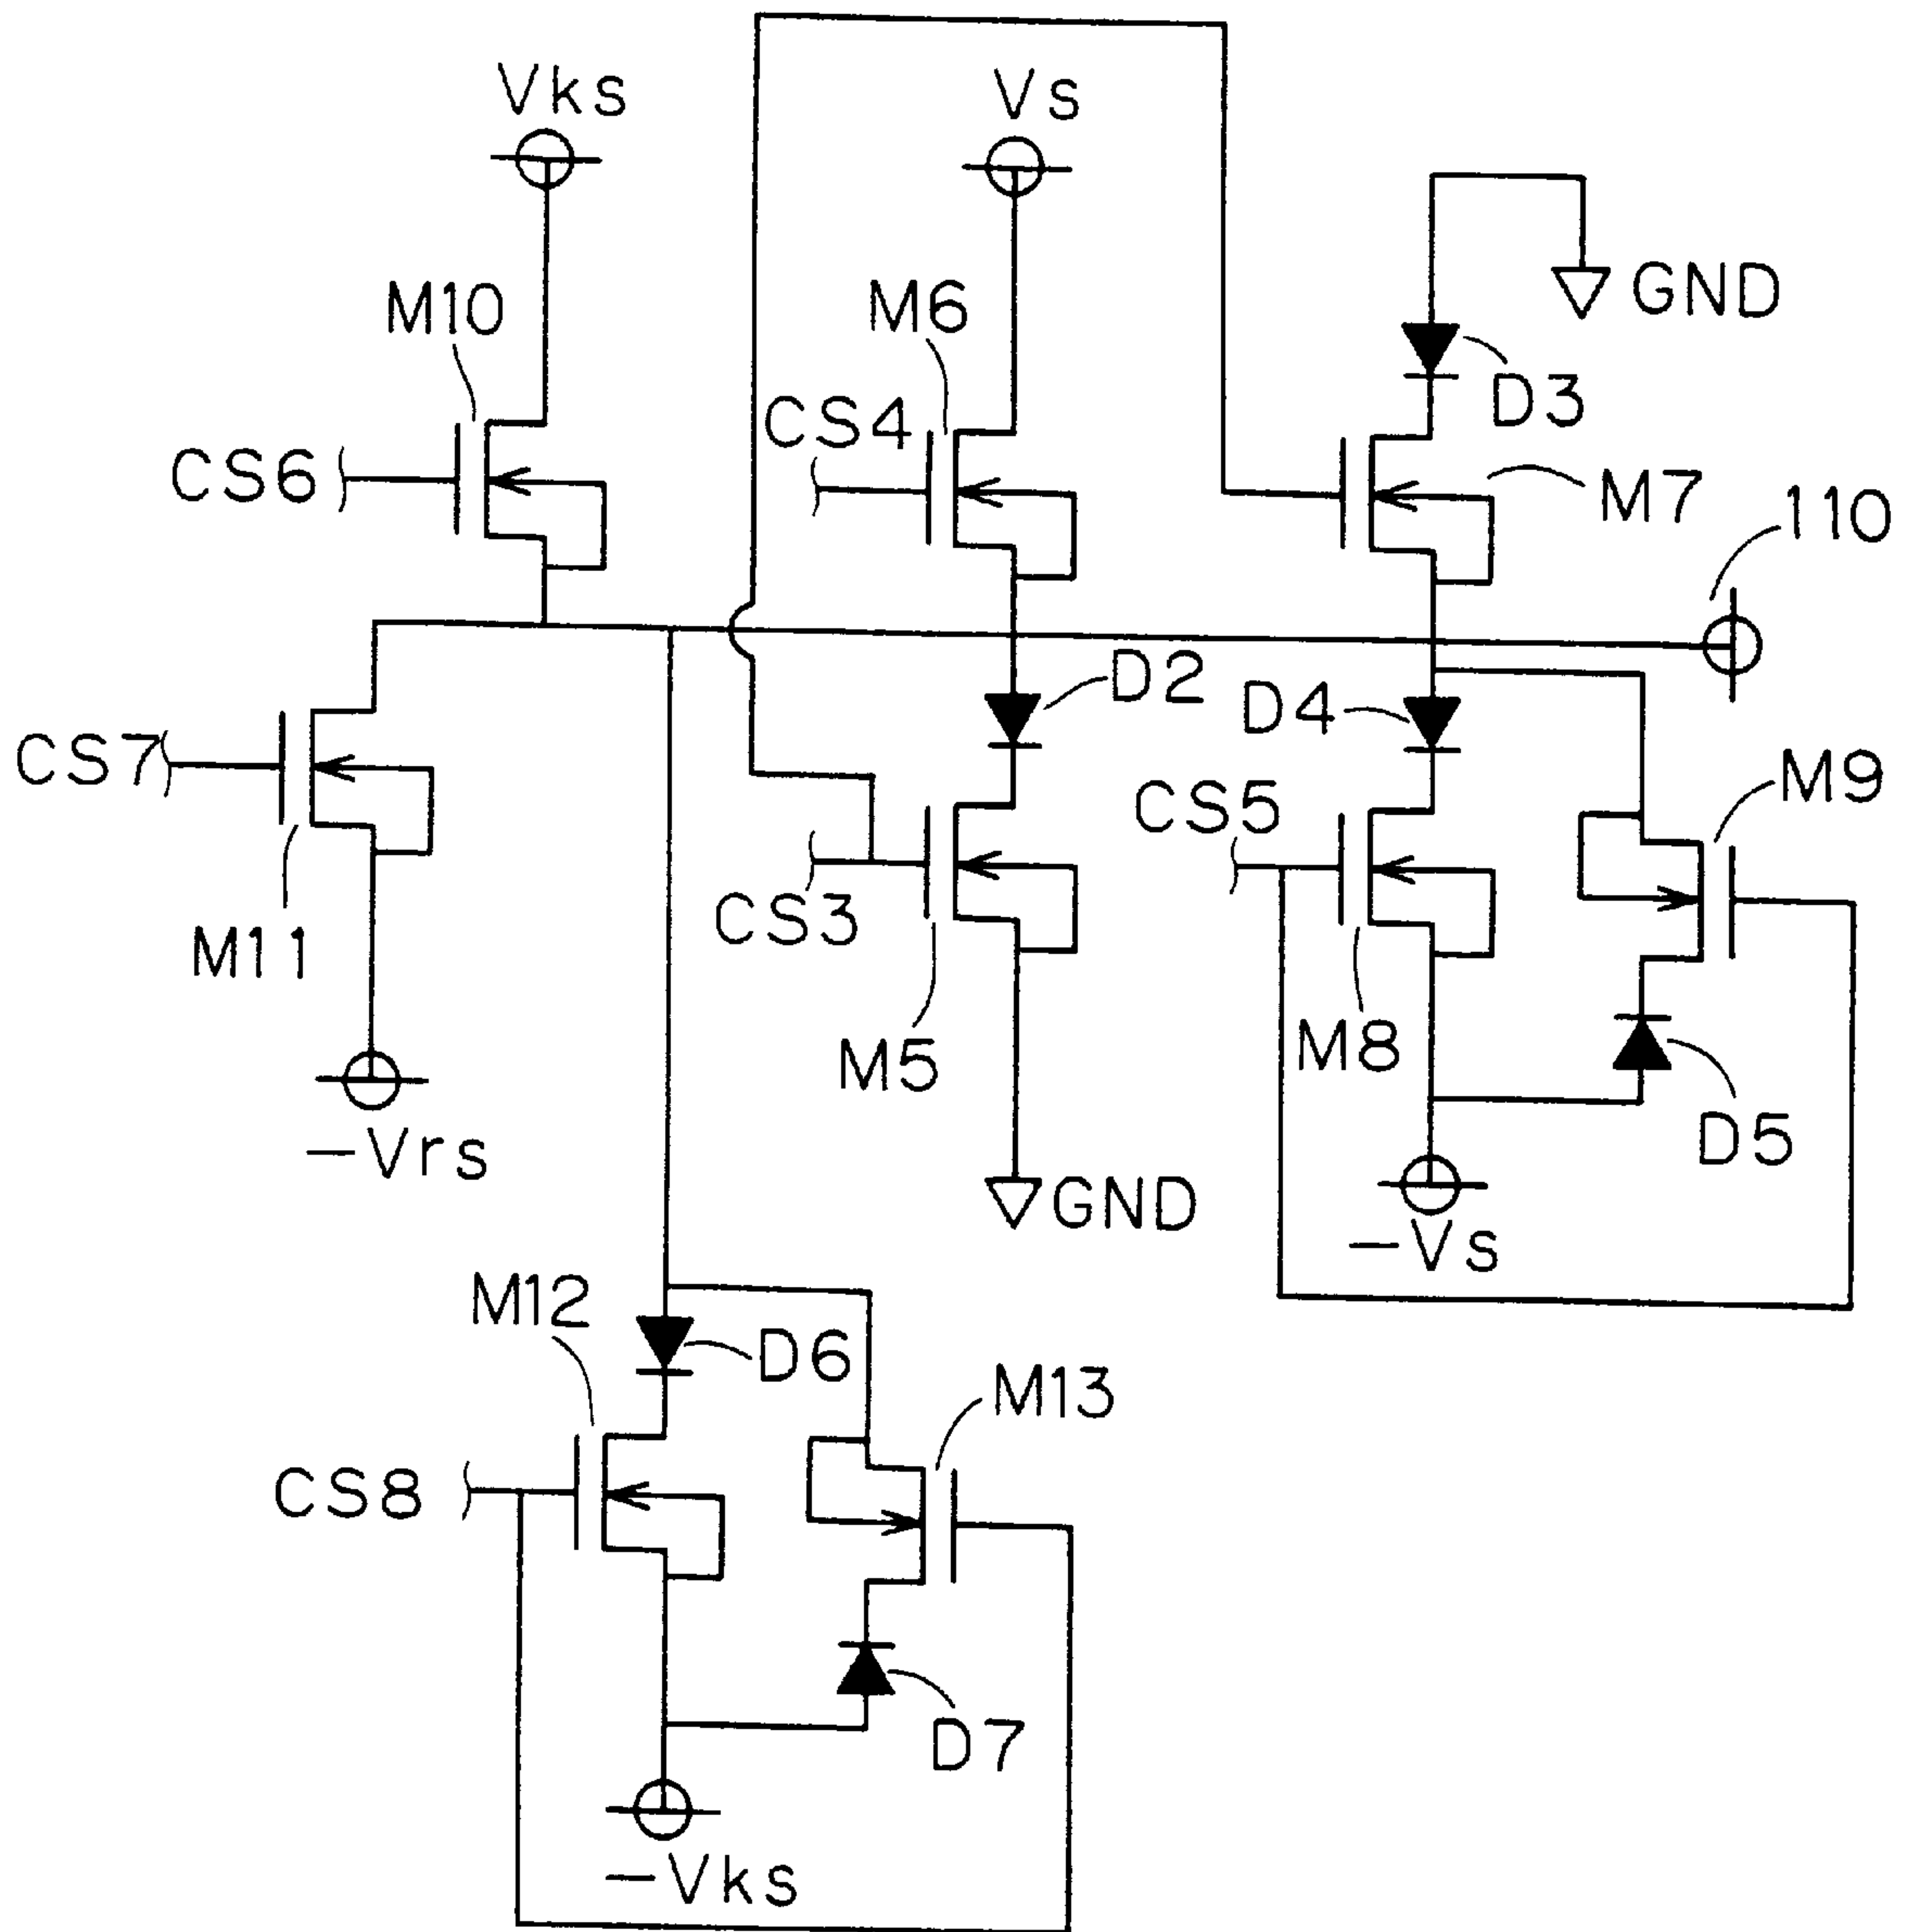 Vks
Vs
GND
M10
M6
D3
CS6
CS4
M7
110
D2
D4
CS7
M9
CS5
CS3
M11
M5
M8
D5
-Vrs
GND
-Vs
M12
D6
M13
CS8
D7
-Vks